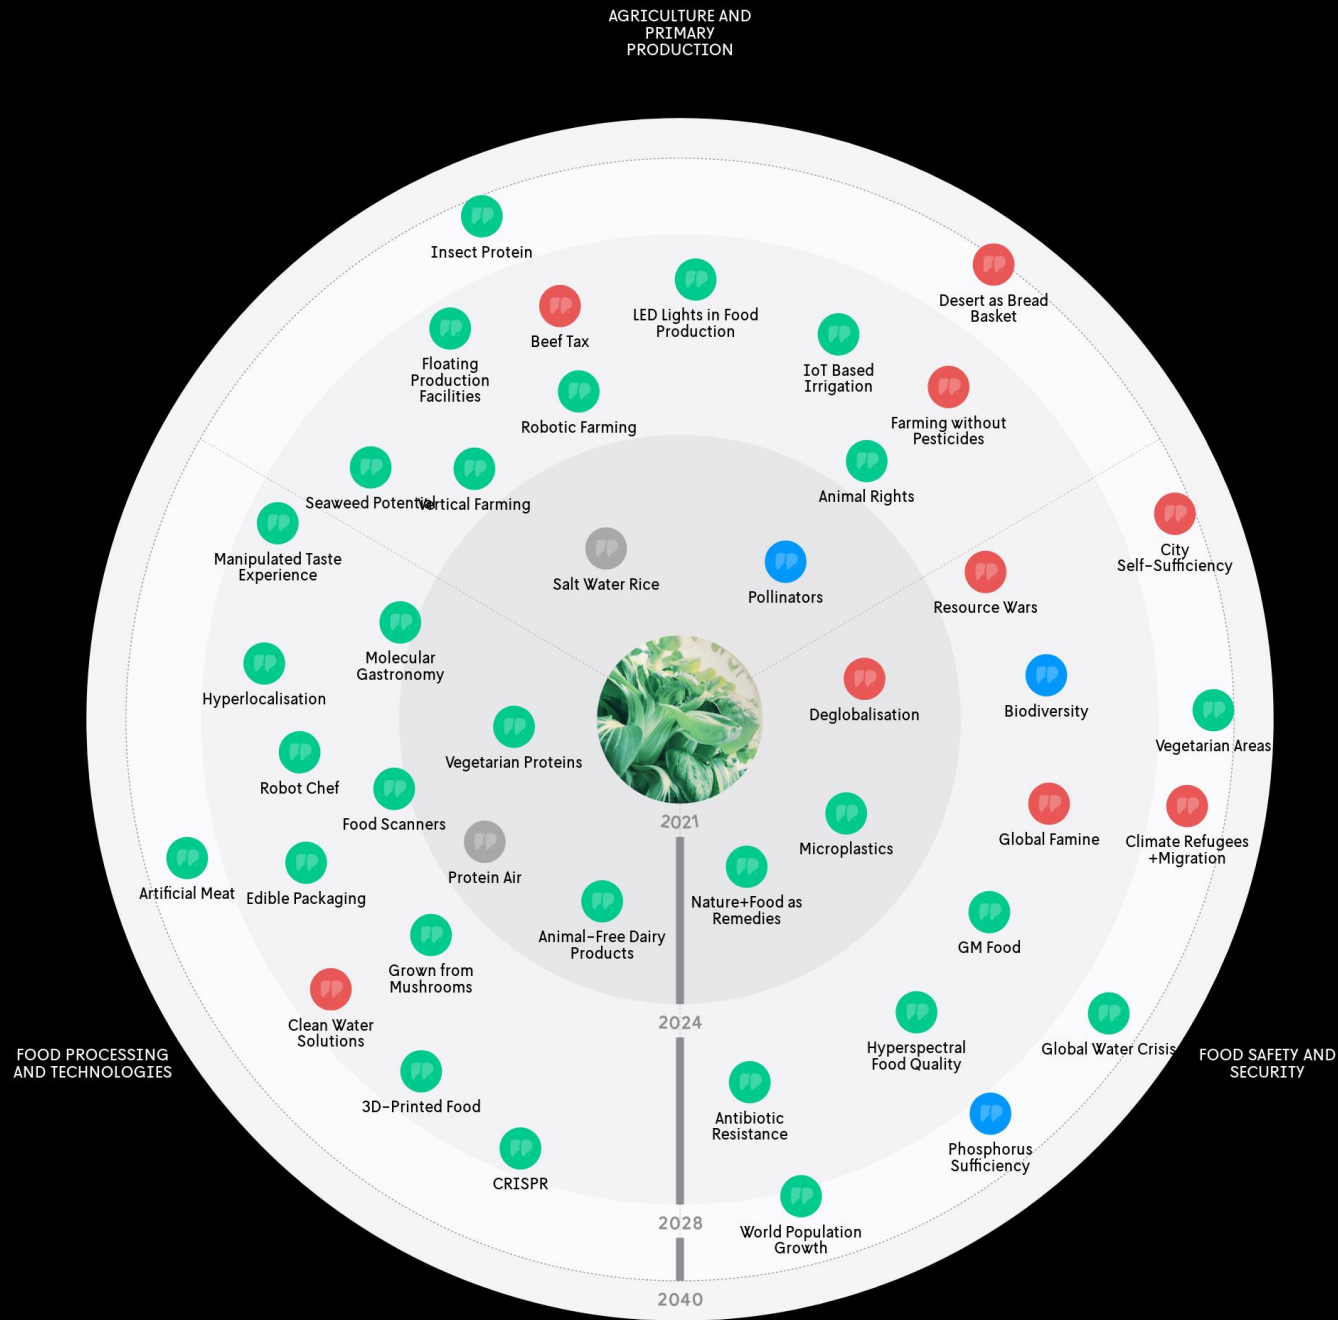 AGRICULTURE AND
PRIMARY
PRODUCTION
Insect Protein
Desert as Bread
Basket
LED Lights in Food
Production
Beef Tax
Floating
Production
Facilities
IoT Based
Irrigation
Robotic Farming
Farming without
Pesticides
Seaweed Potential
Vertical Farming
Animal Rights
City
Self-Sufficiency
Manipulated Taste
Experience
Salt Water Rice
Pollinators
Resource Wars
Molecular
Gastronomy
Hyperlocalisation
Deglobalisation
Biodiversity
Vegetarian Areas
Vegetarian Proteins
Robot Chef
Food Scanners
2021
Microplastics
Global Famine
Climate Refugees
+Migration
Protein Air
Artificial Meat
Edible Packaging
Nature+Food as
Remedies
Animal-Free Dairy
Products
GM Food
Grown from
Mushrooms
2024
Clean Water
Solutions
Hyperspectral
Food Quality
Global Water Crisis
FOOD PROCESSING
AND TECHNOLOGIES
FOOD SAFETY AND
SECURITY
3D-Printed Food
Antibiotic
Resistance
Phosphorus
Sufficiency
CRISPR
2028
World Population
Growth
2040